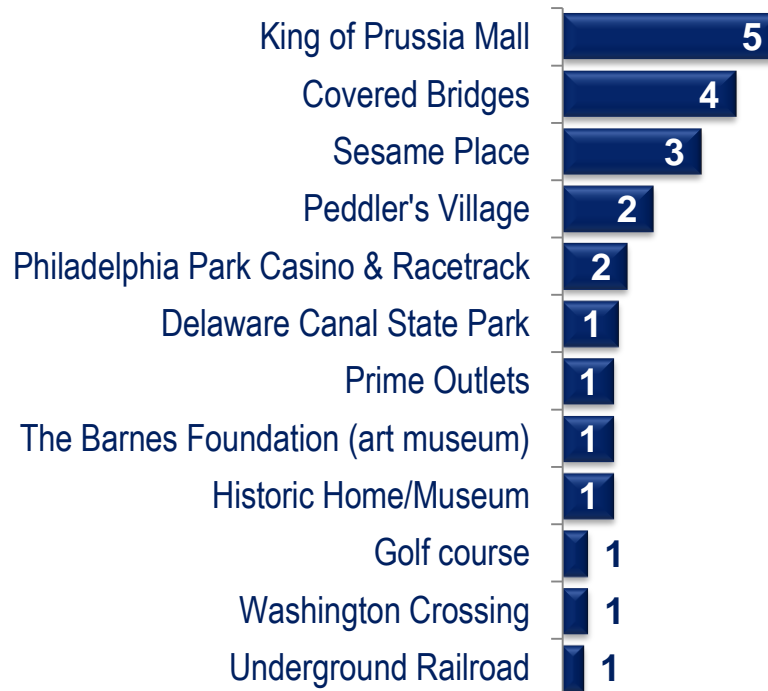 King of Prussia Mall 5
Covered Bridges 4
Sesame Place 3
Peddler's Village 2
Philadelphia Park Casino & Racetrack 2
Delaware Canal State Park 1
Prime Outlets 1
The Barnes Foundation (art museum) 1
Historic Home/Museum 1
Golf course 1
Washington Crossing 1
Underground Railroad 1